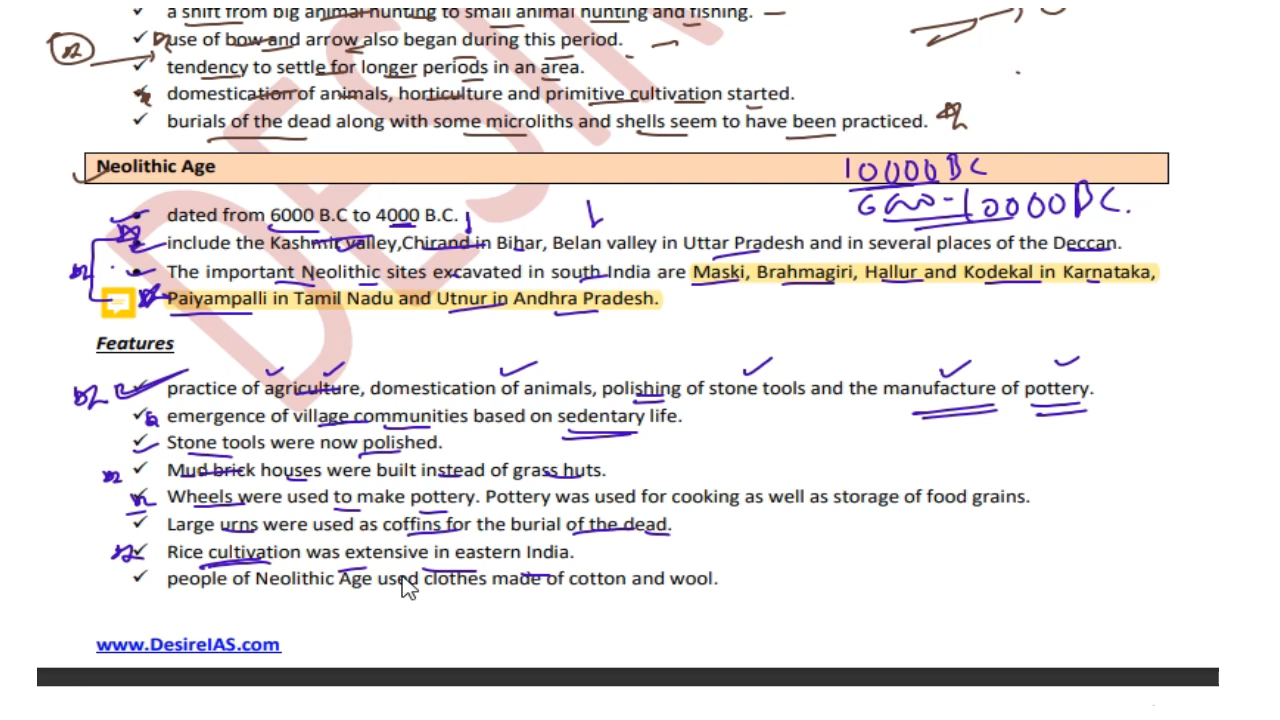 a shift from big animal hunting to small animal hunting and fishing.
use of bow and arrow also began during this period.
tendency to settle for longer periods in an area.
domestication of animals, horticulture and primitive cultivation started.
burials of the dead along with some microliths and shells seem to have been practiced.
Neolithic Age
10000 BC
6000-10000BC.
dated from 6000 B.C to 4000 B.C.
include the Kashmir valley,Chirand in Bihar, Belan valley in Uttar Pradesh and in several places of the Deccan.
The important Neolithic sites excavated in south India are Maski, Brahmagiri, Hallur and Kodekal in Karnataka,
Paiyampalli in Tamil Nadu and Utnur in Andhra Pradesh.
Features
practice of agriculture, domestication of animals, polishing of stone tools and the manufacture of pottery.
emergence of village communities based on sedentary life.
Stone tools were now polished.
Mud brick houses were built instead of grass huts.
Wheels were used to make pottery. Pottery was used for cooking as well as storage of food grains.
Large urns were used as coffins for the burial of the dead.
Rice cultivation was extensive in eastern India.
people of Neolithic Age used clothes made of cotton and wool.
www.DesireIAS.com